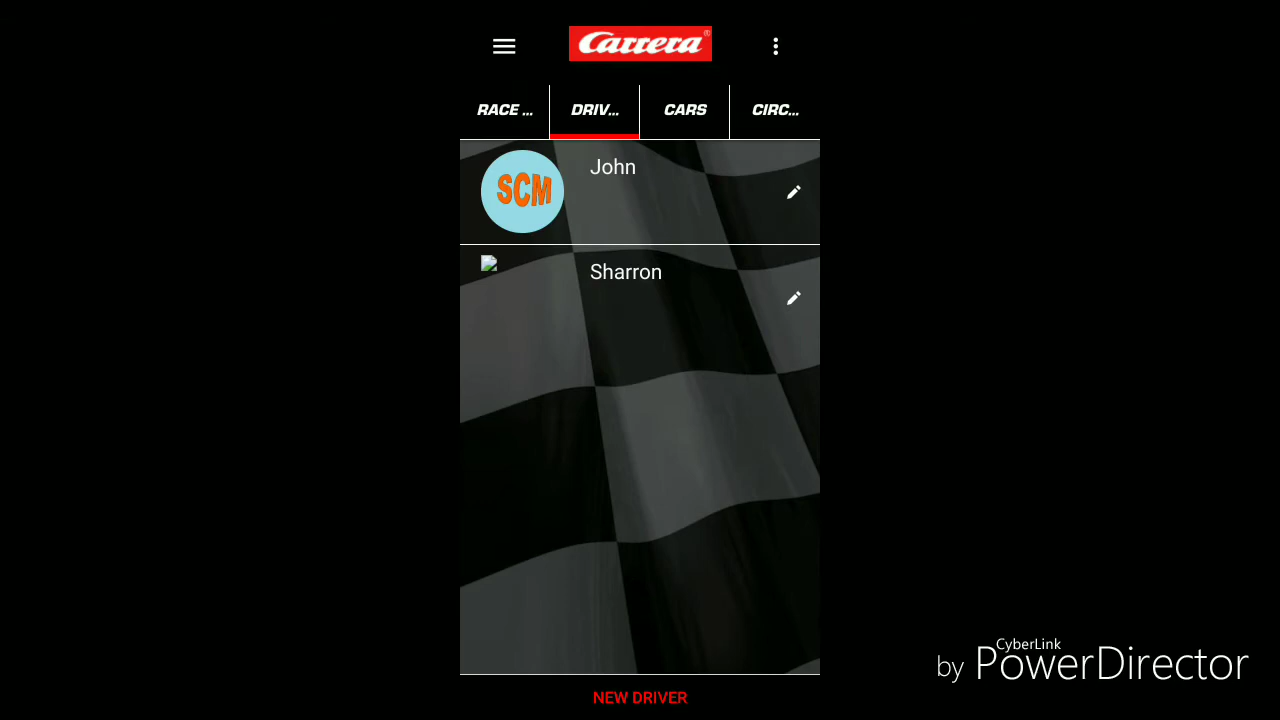 Carrera®
RACE ...
DRIV...
CARS
CIRC...
SCM
John
Sharron
NEW DRIVER
CyberLink
by PowerDirector